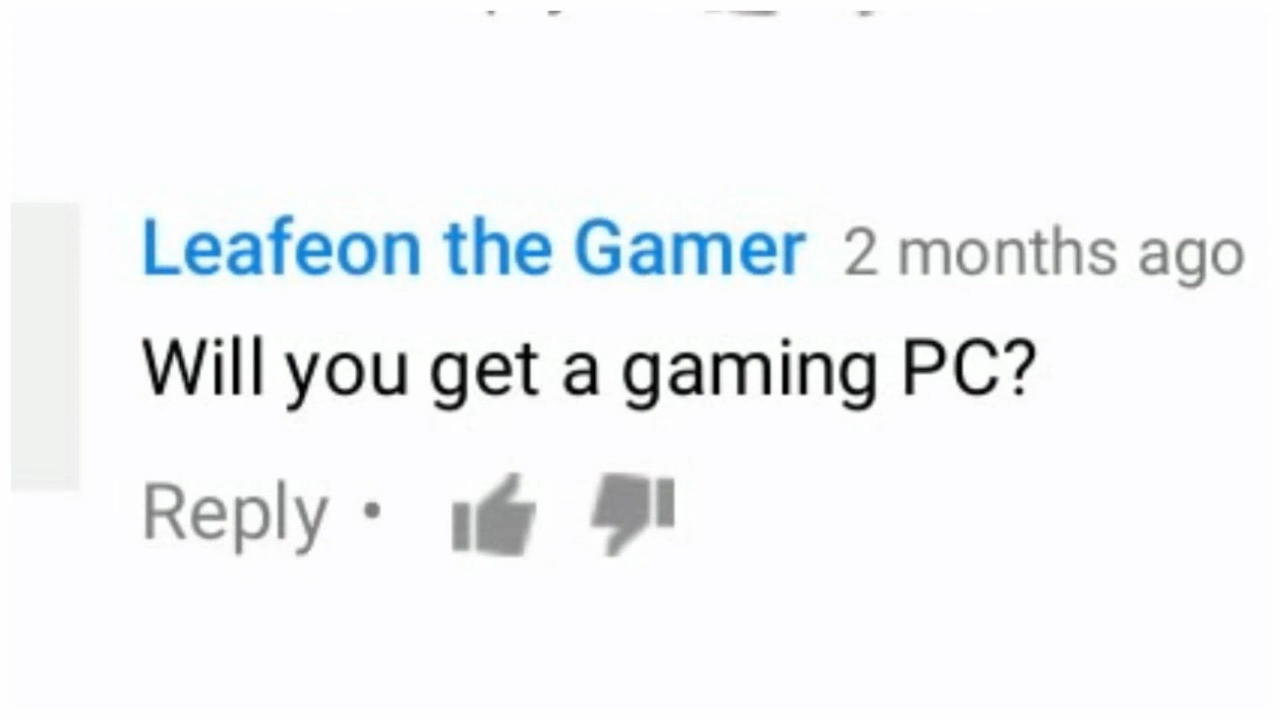 Leafeon the Gamer 2 months ago
Will you get a gaming PC?
Reply •